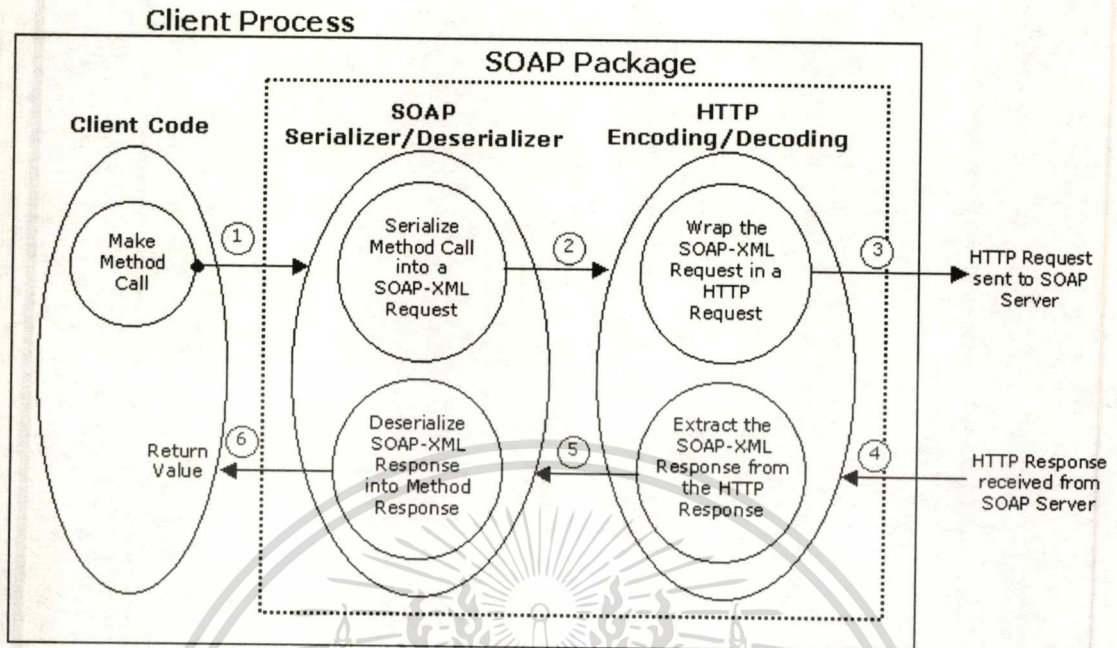 Client Process
SOAP Package
Client Code
SOAP
Serializer/Deserializer
HTTP
Encoding/Decoding
Make
Method
Call
1
Serialize
Method Call
into a
SOAP-XML
Request
2
Wrap the
SOAP-XML
Request in a
HTTP
Request
3
HTTP Request
sent to SOAP
Server
Return
Value
6
Deserialize
SOAP-XML
Response
into Method
Response
5
Extract the
SOAP-XML
Response from
the HTTP
Response
4
HTTP Response
received from
SOAP Server